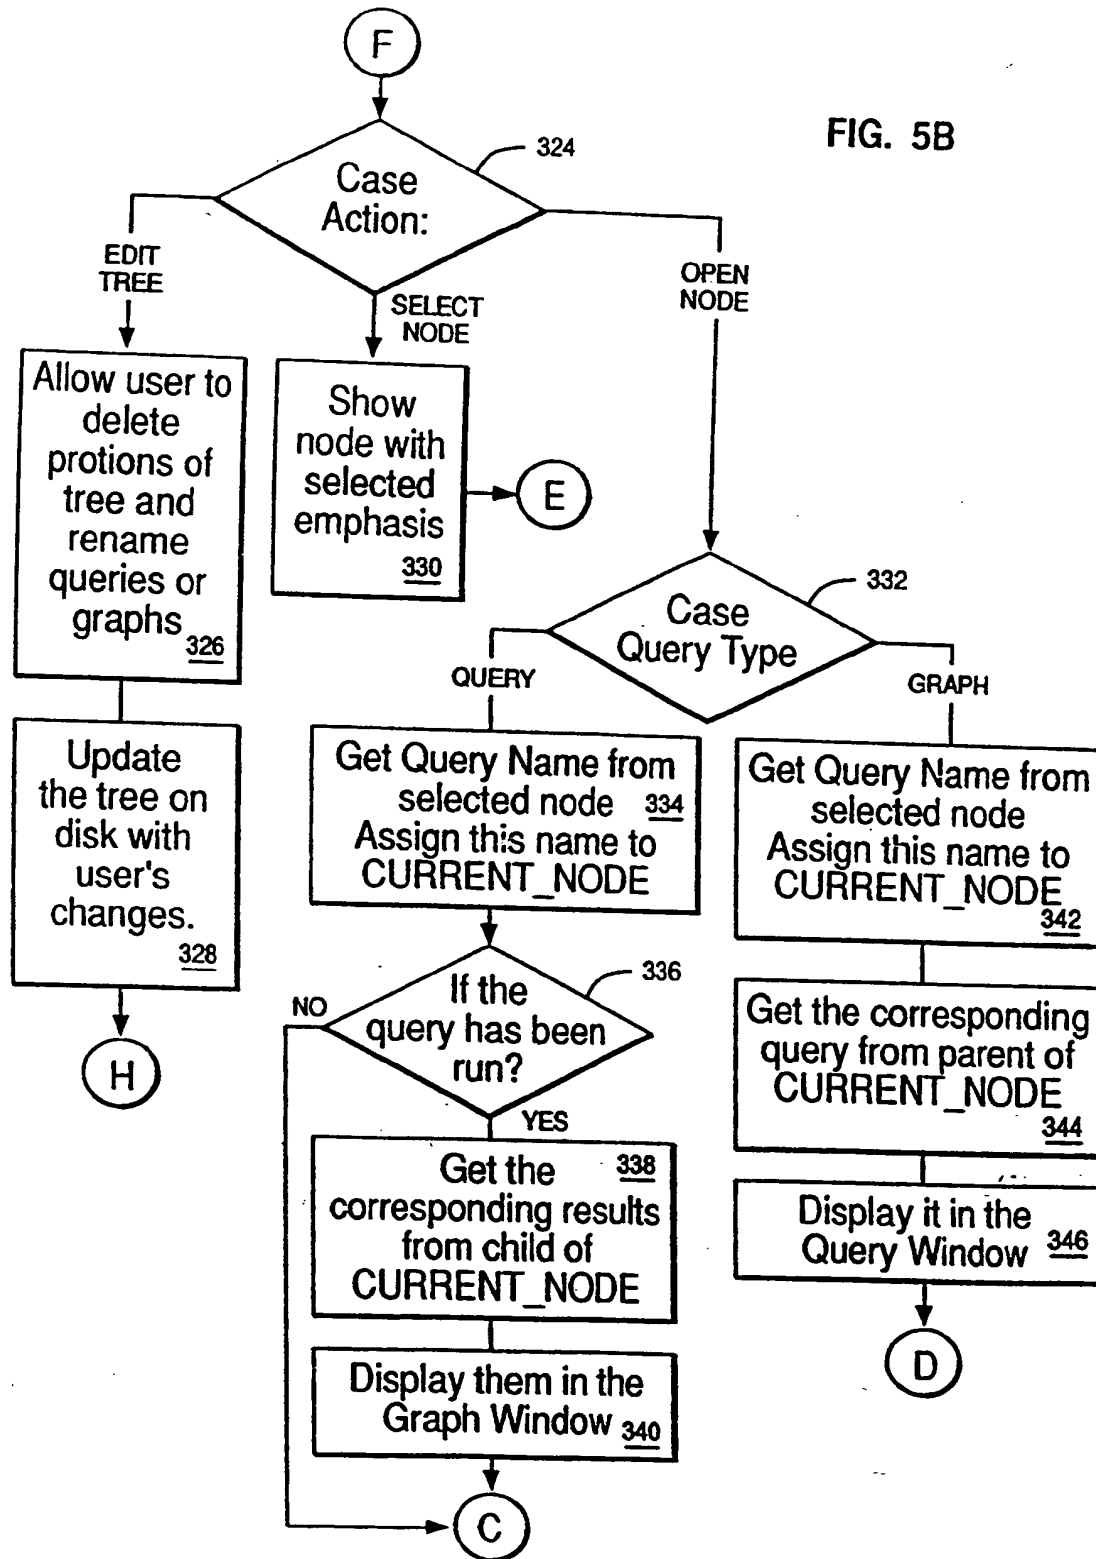 F
FIG. 5B
324
Case
Action:
EDIT
TREE
SELECT
NODE
OPEN
NODE
Allow user to
delete
protions of
tree and
rename
queries or
graphs 326
Show
node with
selected
emphasis
330
E
332
Case
Query Type
QUERY
GRAPH
Update
the tree on
disk with
user's
changes.
328
H
Get Query Name from
selected node 334
Assign this name to
CURRENT_NODE
Get Query Name from
selected node
Assign this name to
CURRENT_NODE
342
336
NO
If the
query has been
run?
YES
Get the corresponding
query from parent of
CURRENT_NODE
344
Get the 338
corresponding results
from child of
CURRENT_NODE
Display it in the
Query Window 346
D
Display them in the
Graph Window 340
C